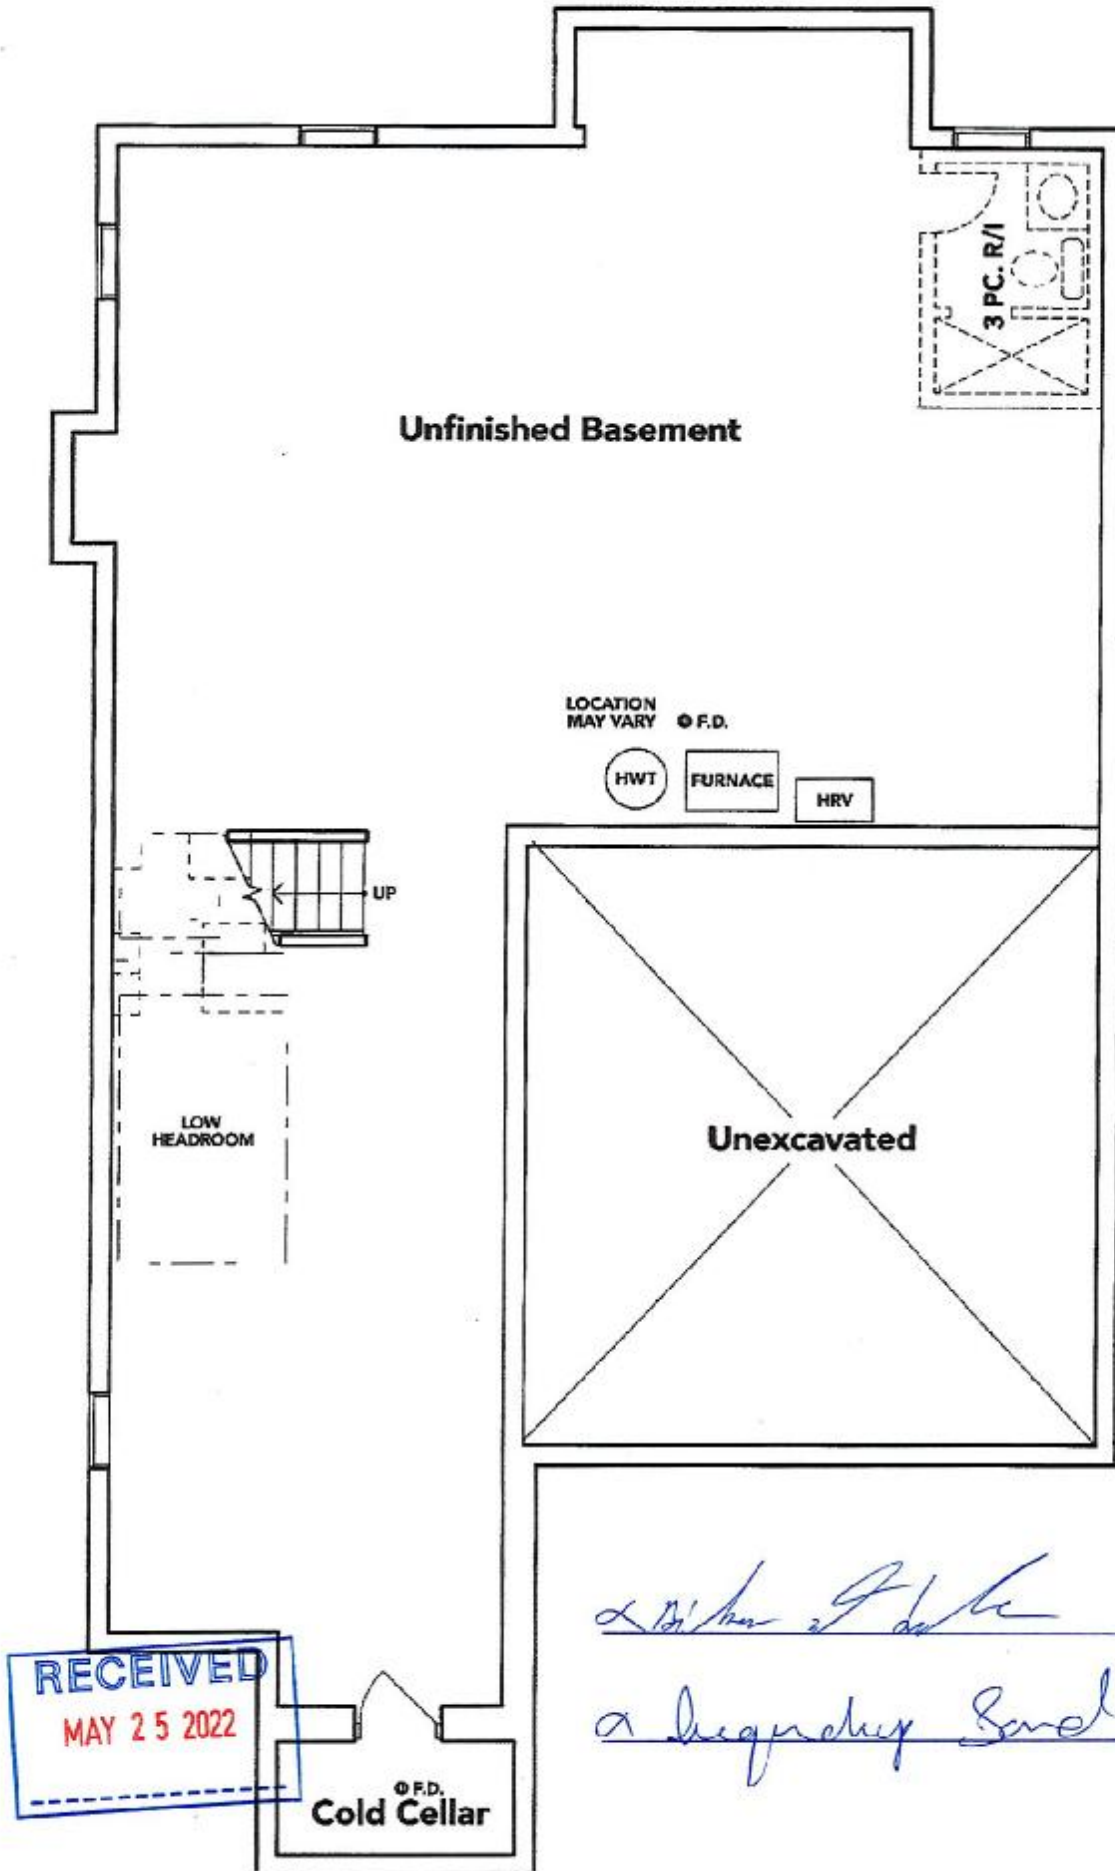 3 PC. R/I
Unfinished Basement
LOCATION
MAY VARY
F.D.
HWT
FURNACE
HRV
UP
LOW
HEADROOM
Unexcavated
RECEIVED
MAY 25 2022
F.D.
Cold Cellar